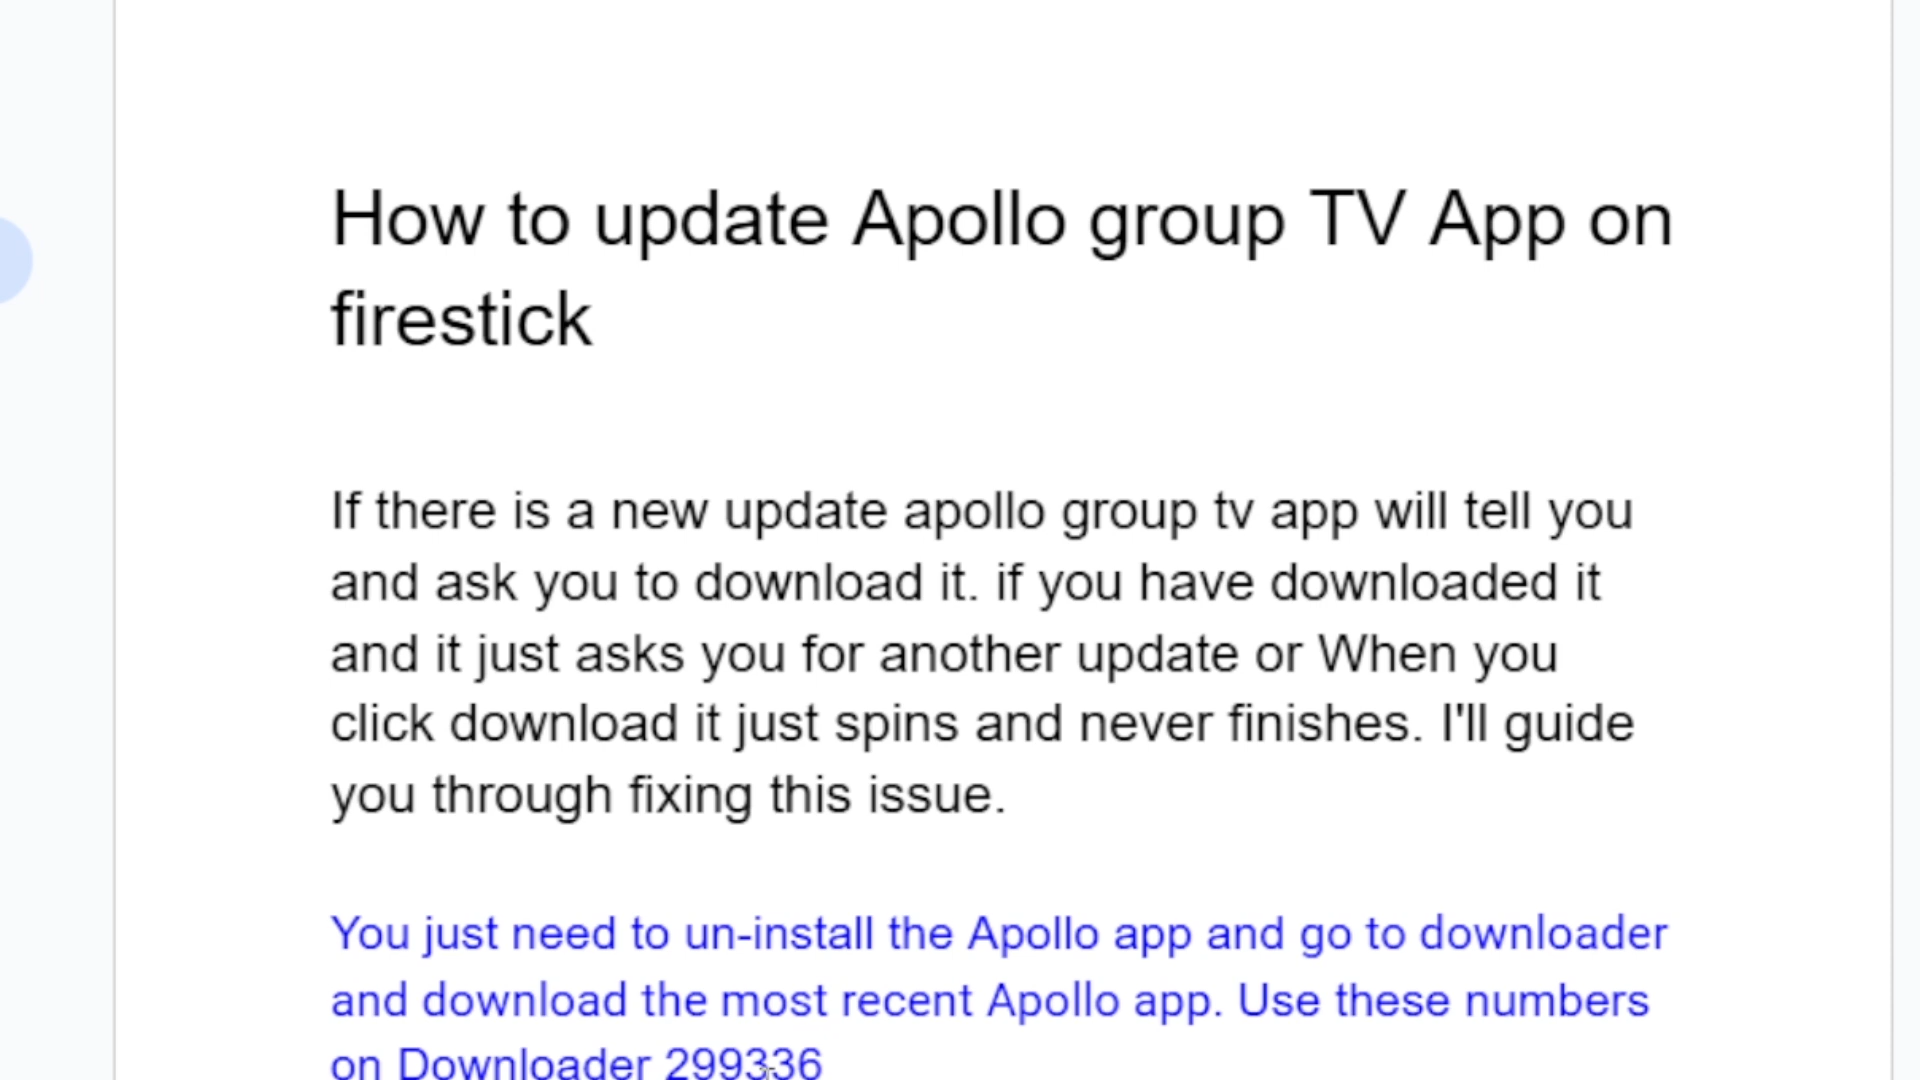 How to update Apollo group TV App on
firestick
If there is a new update apollo group tv app will tell you
and ask you to download it. if you have downloaded it
and it just asks you for another update or When you
click download it just spins and never finishes. I'll guide
you through fixing this issue.
You just need to un-install the Apollo app and go to downloader
and download the most recent Apollo app. Use these numbers
on Downloader 299336